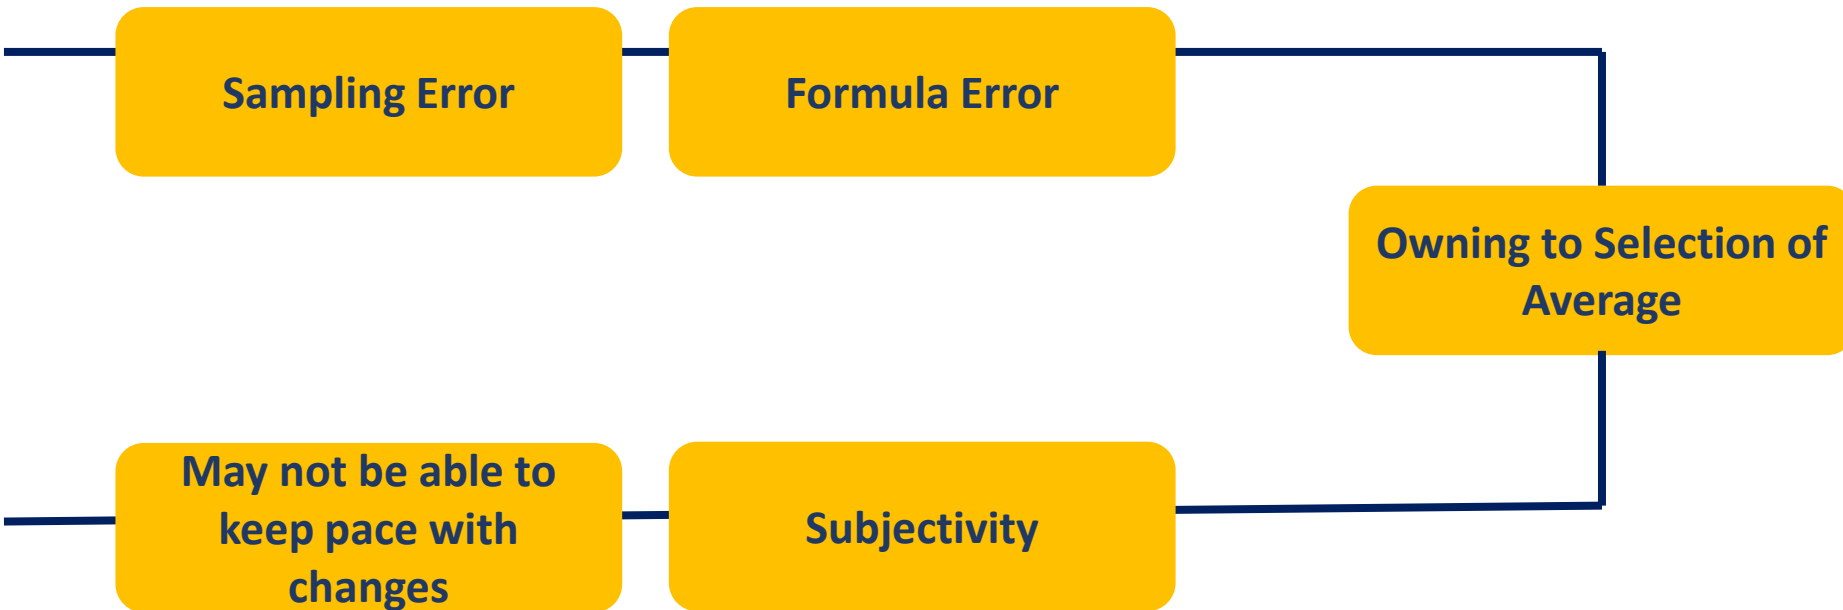 Sampling Error
Formula Error
Owning to Selection of
Average
May not be able to
keep pace with
changes
Subjectivity